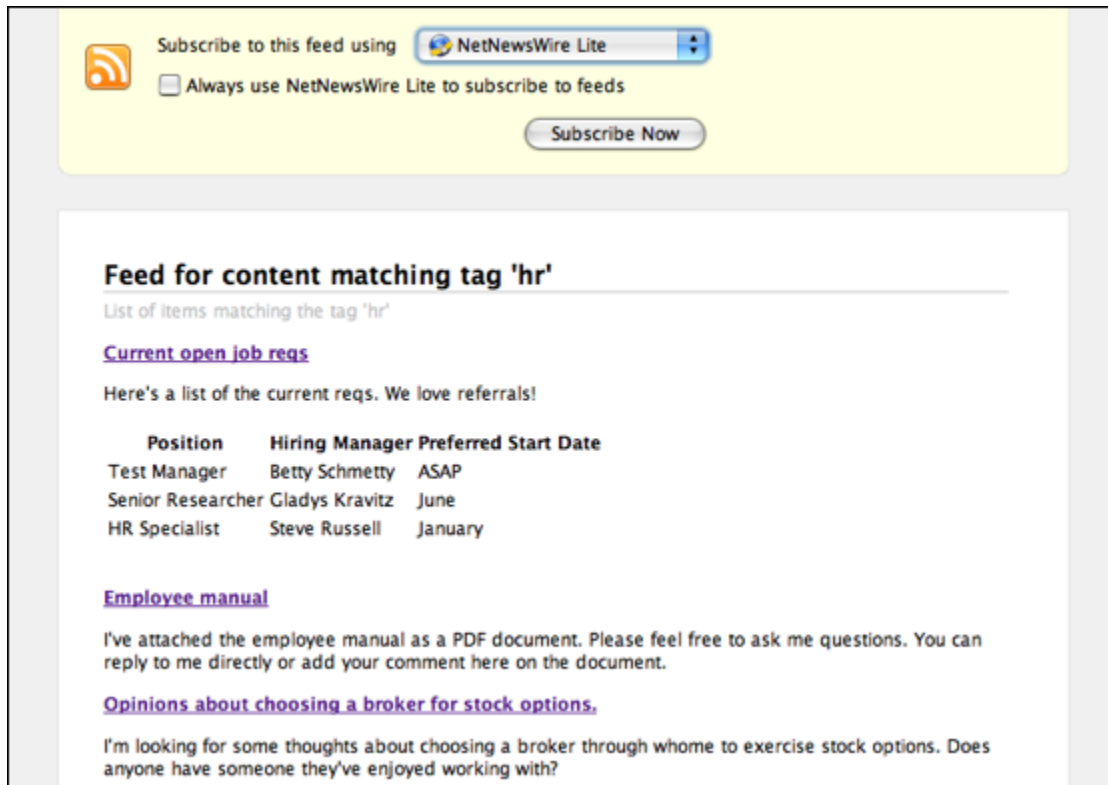 Subscribe to this feed using NetNewsWire Lite
Always use NetNewsWire Lite to subscribe to feeds
Subscribe Now
Feed for content matching tag 'hr'
List of items matching the tag 'hr'
Current open job reqs
Here's a list of the current reqs. We love referrals!
Position Hiring Manager Preferred Start Date
Test Manager Betty Schmetty ASAP
Senior Researcher Gladys Kravitz June
HR Specialist Steve Russell January
Employee manual
I've attached the employee manual as a PDF document. Please feel free to ask me questions. You can
reply to me directly or add your comment here on the document.
Opinions about choosing a broker for stock options.
I'm looking for some thoughts about choosing a broker through whome to exercise stock options. Does
anyone have someone they've enjoyed working with?